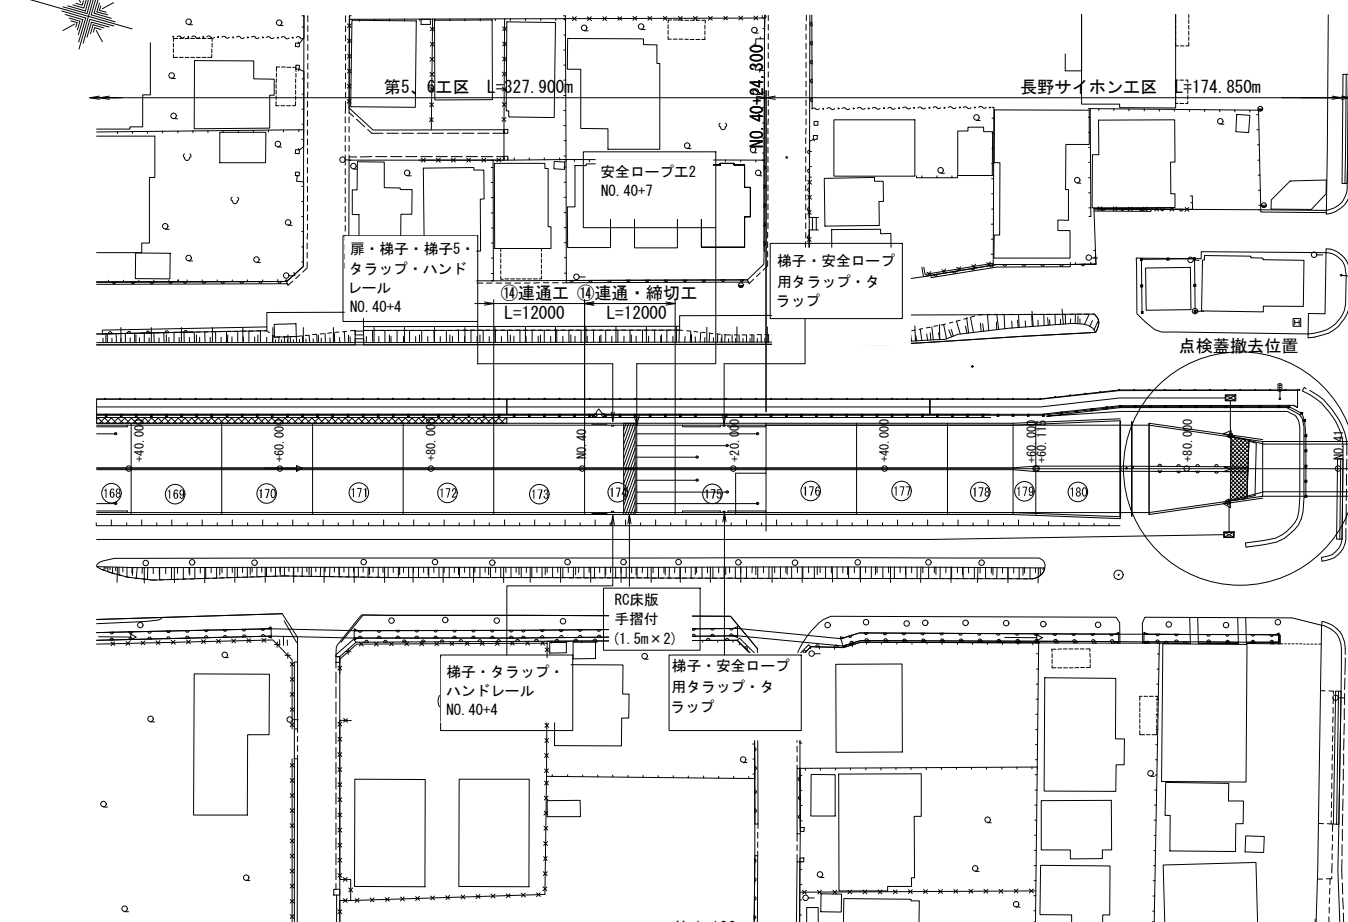 第5、6工区 L=327.900m
NO.40+24.300
長野サイホン工区 L=174.850m
安全ロープ工2
NO.40+7
扉・梯子・梯子5・
タラップ・ハンド
レール
NO.40+4
梯子・安全ロープ
用タラップ・タ
ラップ
⑭連通工
L=12000
⑭連通・締切工
L=12000
点検蓋撤去位置
+40.000
+60.000
+80.000
NO.40
+20.000
+40.000
+60.000
+60.115
+80.000
NO.41
168
169
170
171
172
173
174
175
176
177
178
179
180
RC床版
手摺付
(1.5m×2)
梯子・タラップ・
ハンドレール
NO.40+4
梯子・安全ロープ
用タラップ・タ
ラップ